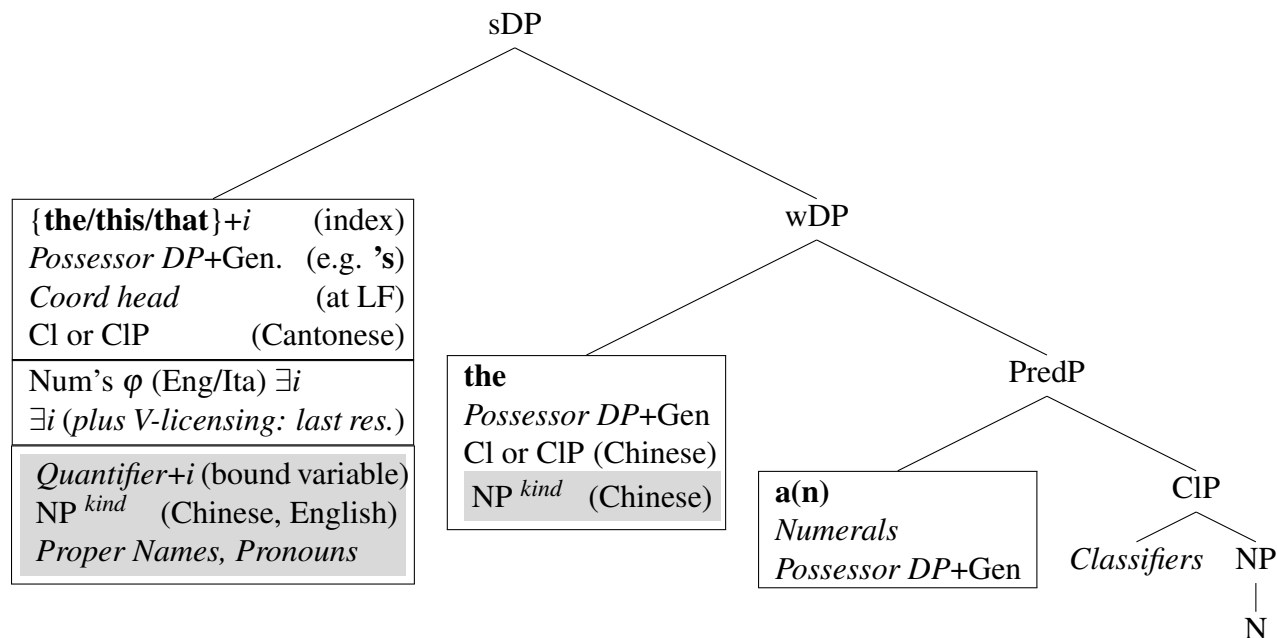 sDP
{the/this/that}+i (index)
Possessor DP+Gen. (e.g. 's)
Coord head (at LF)
Cl or ClP (Cantonese)
Num's φ (Eng/Ita) ∃i
∃i (plus V-licensing: last res.)
Quantifier+i (bound variable)
NP kind (Chinese, English)
Proper Names, Pronouns
wDP
the
Possessor DP+Gen
Cl or ClP (Chinese)
NP kind (Chinese)
PredP
a(n)
Numerals
Possessor DP+Gen
ClP
Classifiers NP
N